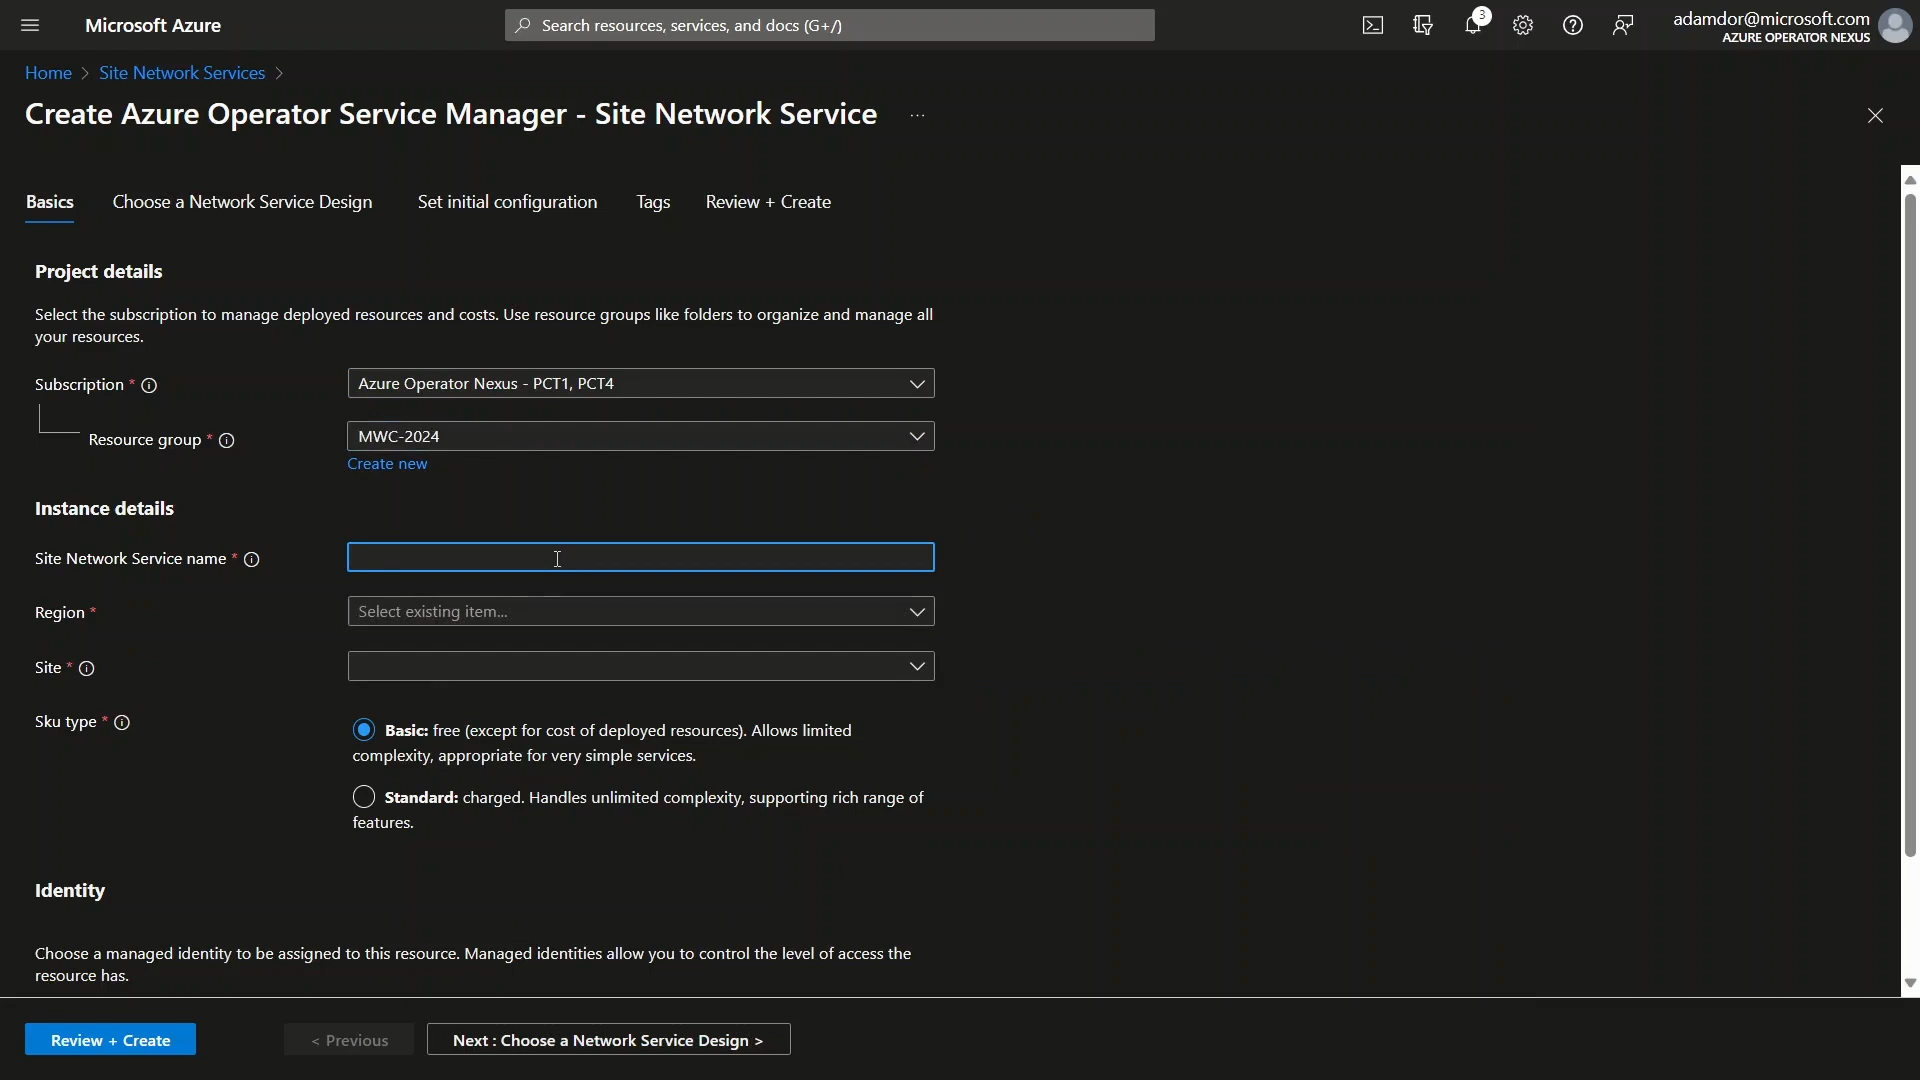 Microsoft Azure
Search resources, services, and docs (G+/)
3
adamdor@microsoft.com
AZURE OPERATOR NEXUS
Home > Site Network Services >
Create Azure Operator Service Manager - Site Network Service ...
Basics
Choose a Network Service Design
Set initial configuration
Tags
Review + Create
Project details
Select the subscription to manage deployed resources and costs. Use resource groups like folders to organize and manage all
your resources.
Subscription *
Azure Operator Nexus - PCT1, PCT4
Resource group *
MWC-2024
Create new
Instance details
Site Network Service name *
Region *
Select existing item...
Site *
Sku type *
Basic: free (except for cost of deployed resources). Allows limited
complexity, appropriate for very simple services.
Standard: charged. Handles unlimited complexity, supporting rich range of
features.
Identity
Choose a managed identity to be assigned to this resource. Managed identities allow you to control the level of access the
resource has.
Review + Create
< Previous
Next : Choose a Network Service Design >